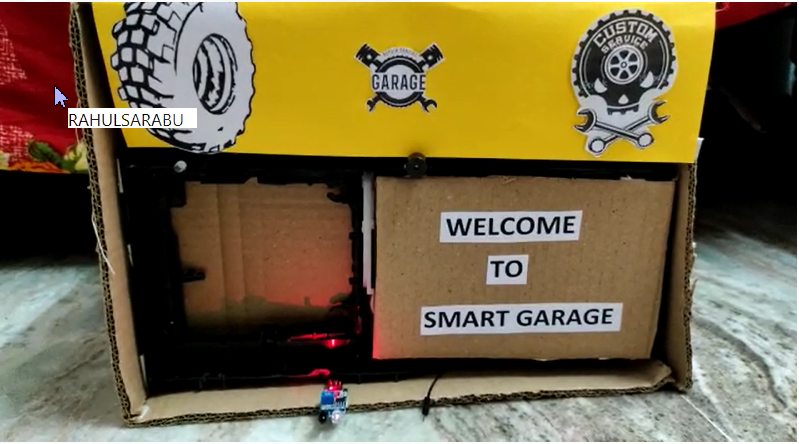 CUSTOM
SERVICE
GARAGE
RAHULSARABU
WELCOME
TO
SMART GARAGE